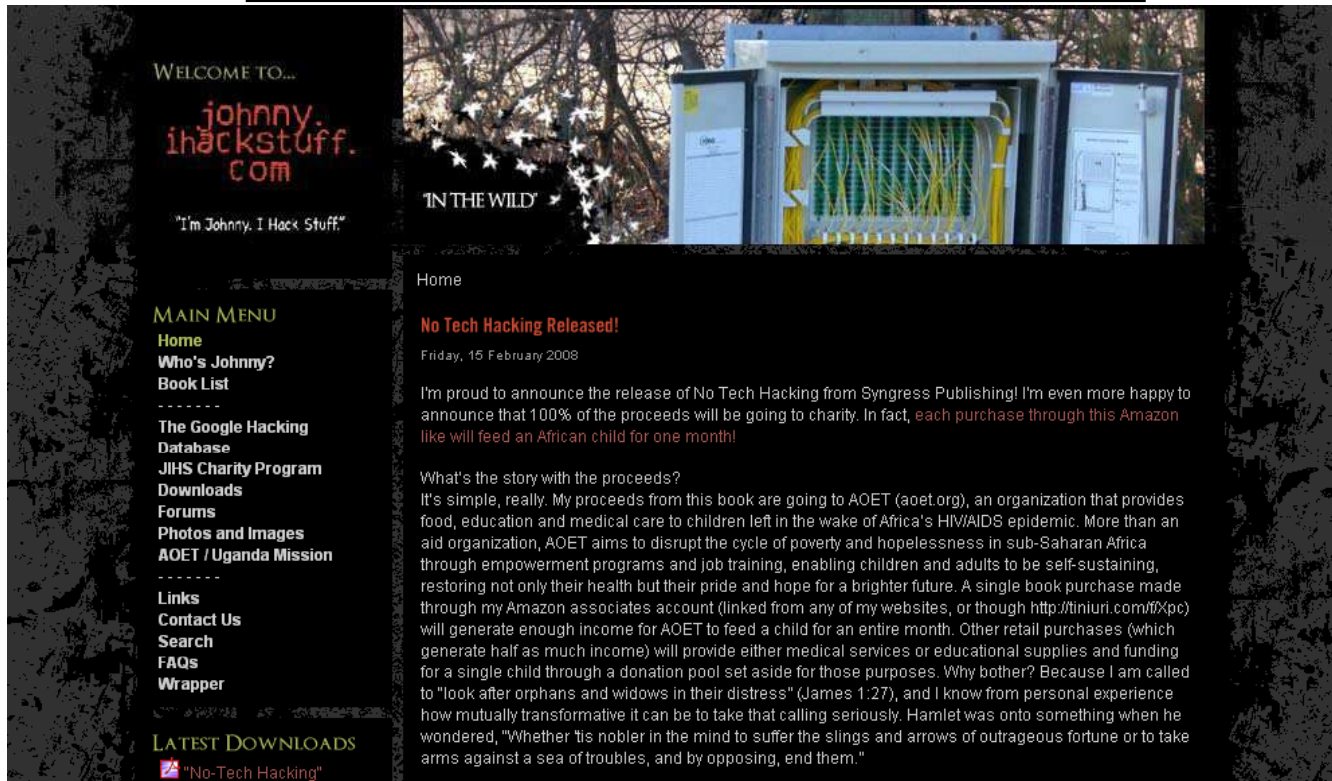 WELCOME TO...
johnny.
ihackstuff.
com
"I'm Johnny. I Hack Stuff."
"IN THE WILD"
MAIN MENU
Home
Who's Johnny?
Book List
- - - - - - -
The Google Hacking
Database
JIHS Charity Program
Downloads
Forums
Photos and Images
AOET / Uganda Mission
- - - - - - -
Links
Contact Us
Search
FAQs
Wrapper
LATEST DOWNLOADS
"No-Tech Hacking"
Home
No Tech Hacking Released!
Friday, 15 February 2008
I'm proud to announce the release of No Tech Hacking from Syngress Publishing! I'm even more happy to
announce that 100% of the proceeds will be going to charity. In fact, each purchase through this Amazon
like will feed an African child for one month!
What's the story with the proceeds?
It's simple, really. My proceeds from this book are going to AOET (aoet.org), an organization that provides
food, education and medical care to children left in the wake of Africa's HIV/AIDS epidemic. More than an
aid organization, AOET aims to disrupt the cycle of poverty and hopelessness in sub-Saharan Africa
through empowerment programs and job training, enabling children and adults to be self-sustaining,
restoring not only their health but their pride and hope for a brighter future. A single book purchase made
through my Amazon associates account (linked from any of my websites, or though http://tiniuri.com/f/Xpc)
will generate enough income for AOET to feed a child for an entire month. Other retail purchases (which
generate half as much income) will provide either medical services or educational supplies and funding
for a single child through a donation pool set aside for those purposes. Why bother? Because I am called
to "look after orphans and widows in their distress" (James 1:27), and I know from personal experience
how mutually transformative it can be to take that calling seriously. Hamlet was onto something when he
wondered, "Whether 'tis nobler in the mind to suffer the slings and arrows of outrageous fortune or to take
arms against a sea of troubles, and by opposing, end them."